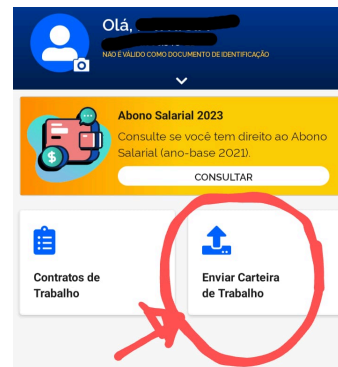 Olá,
NÃO É VÁLIDO COMO DOCUMENTO DE IDENTIFICAÇÃO
Abono Salarial 2023
Consulte se você tem direito ao Abono
Salarial (ano-base 2021).
CONSULTAR
Contratos de
Trabalho
Enviar Carteira
de Trabalho